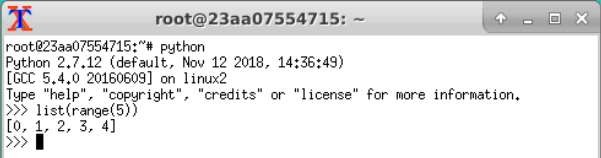 root@23aa07554715: ~
root@23aa07554715:~# python
Python 2.7.12 (default, Nov 12 2018, 14:36:49)
[GCC 5.4.0 20160609] on linux2
Type "help", "copyright", "credits" or "license" for more information.
>>> list(range(5))
[0, 1, 2, 3, 4]
>>>